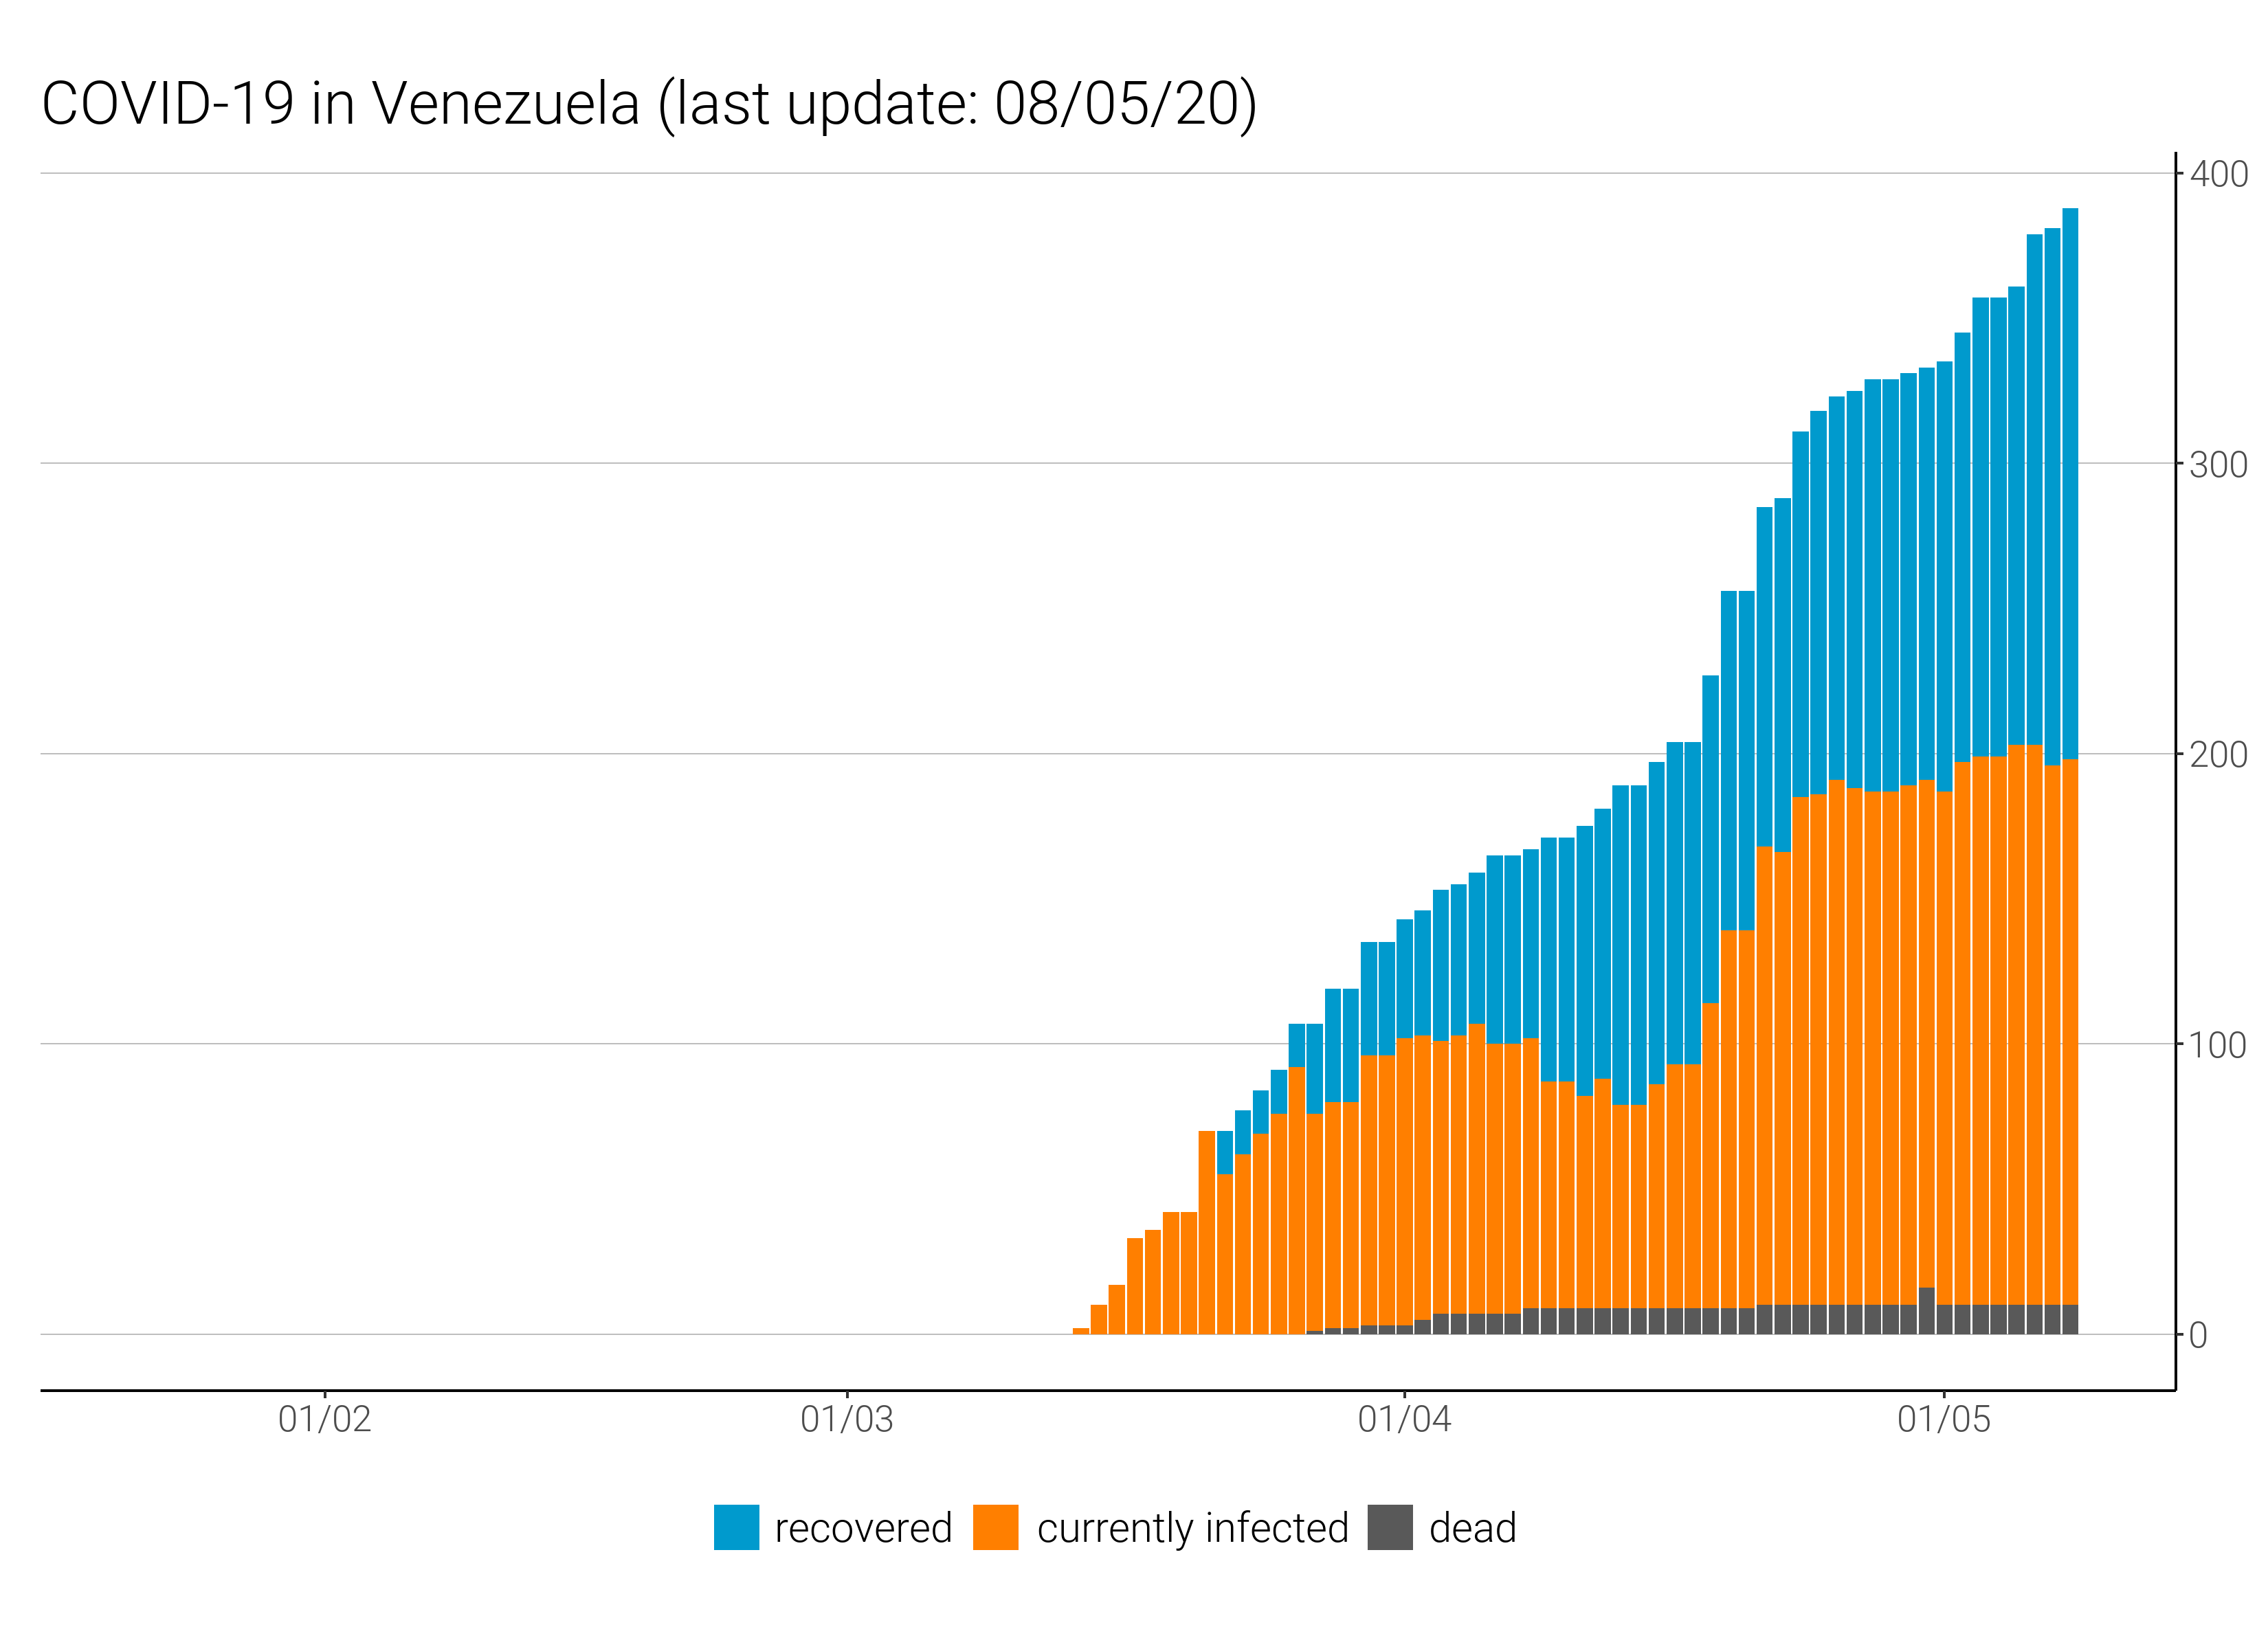 COVID-19 in Venezuela (last update: 08/05/20)
400
300
200
100
0
01/02 01/03 01/04 01/05
recovered currently infected dead